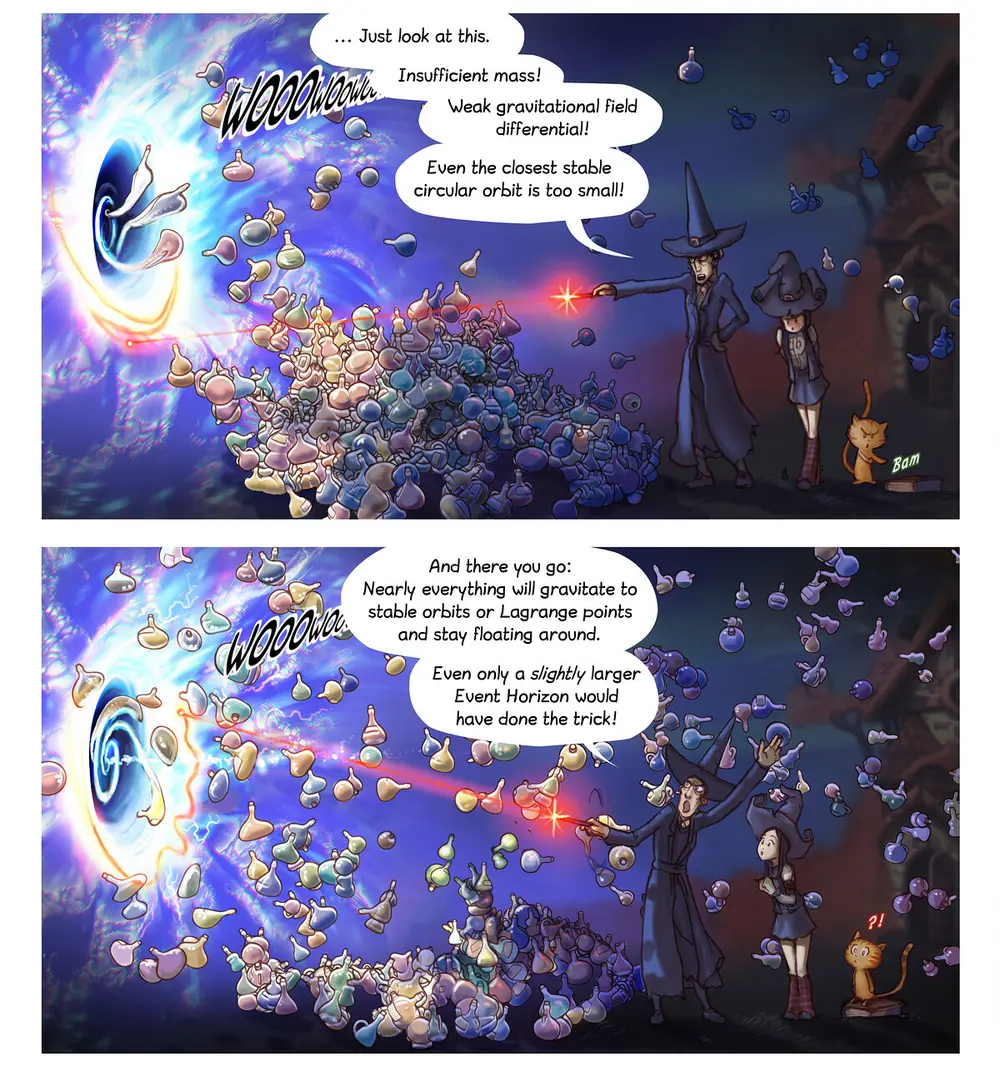 ... Just look at this.
Insufficient mass!
Weak gravitational field
differential!
Even the closest stable
circular orbit is too small!
WOOOWOOWOO
Bam
And there you go:
Nearly everything will gravitate to
stable orbits or Lagrange points
and stay floating around.
Even only a slightly larger
Event Horizon would
have done the trick!
WOOOWOO
?!